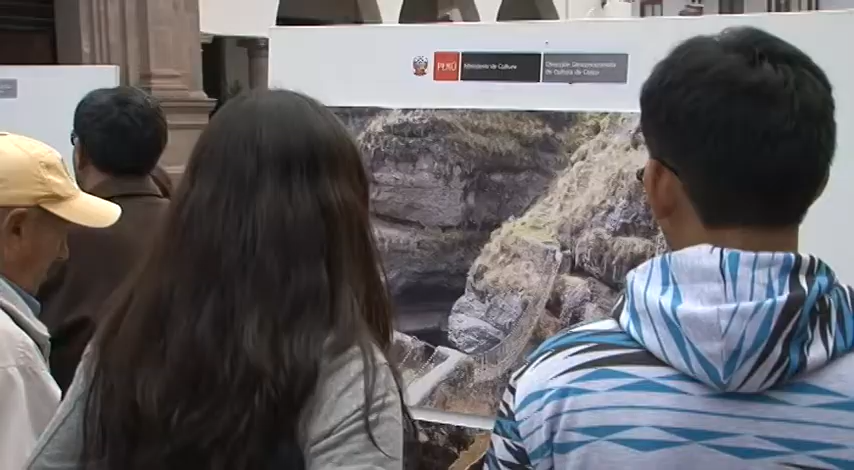 PERÚ
Ministerio de Cultura
Dirección Desconcentrada
de Cultura de Cusco